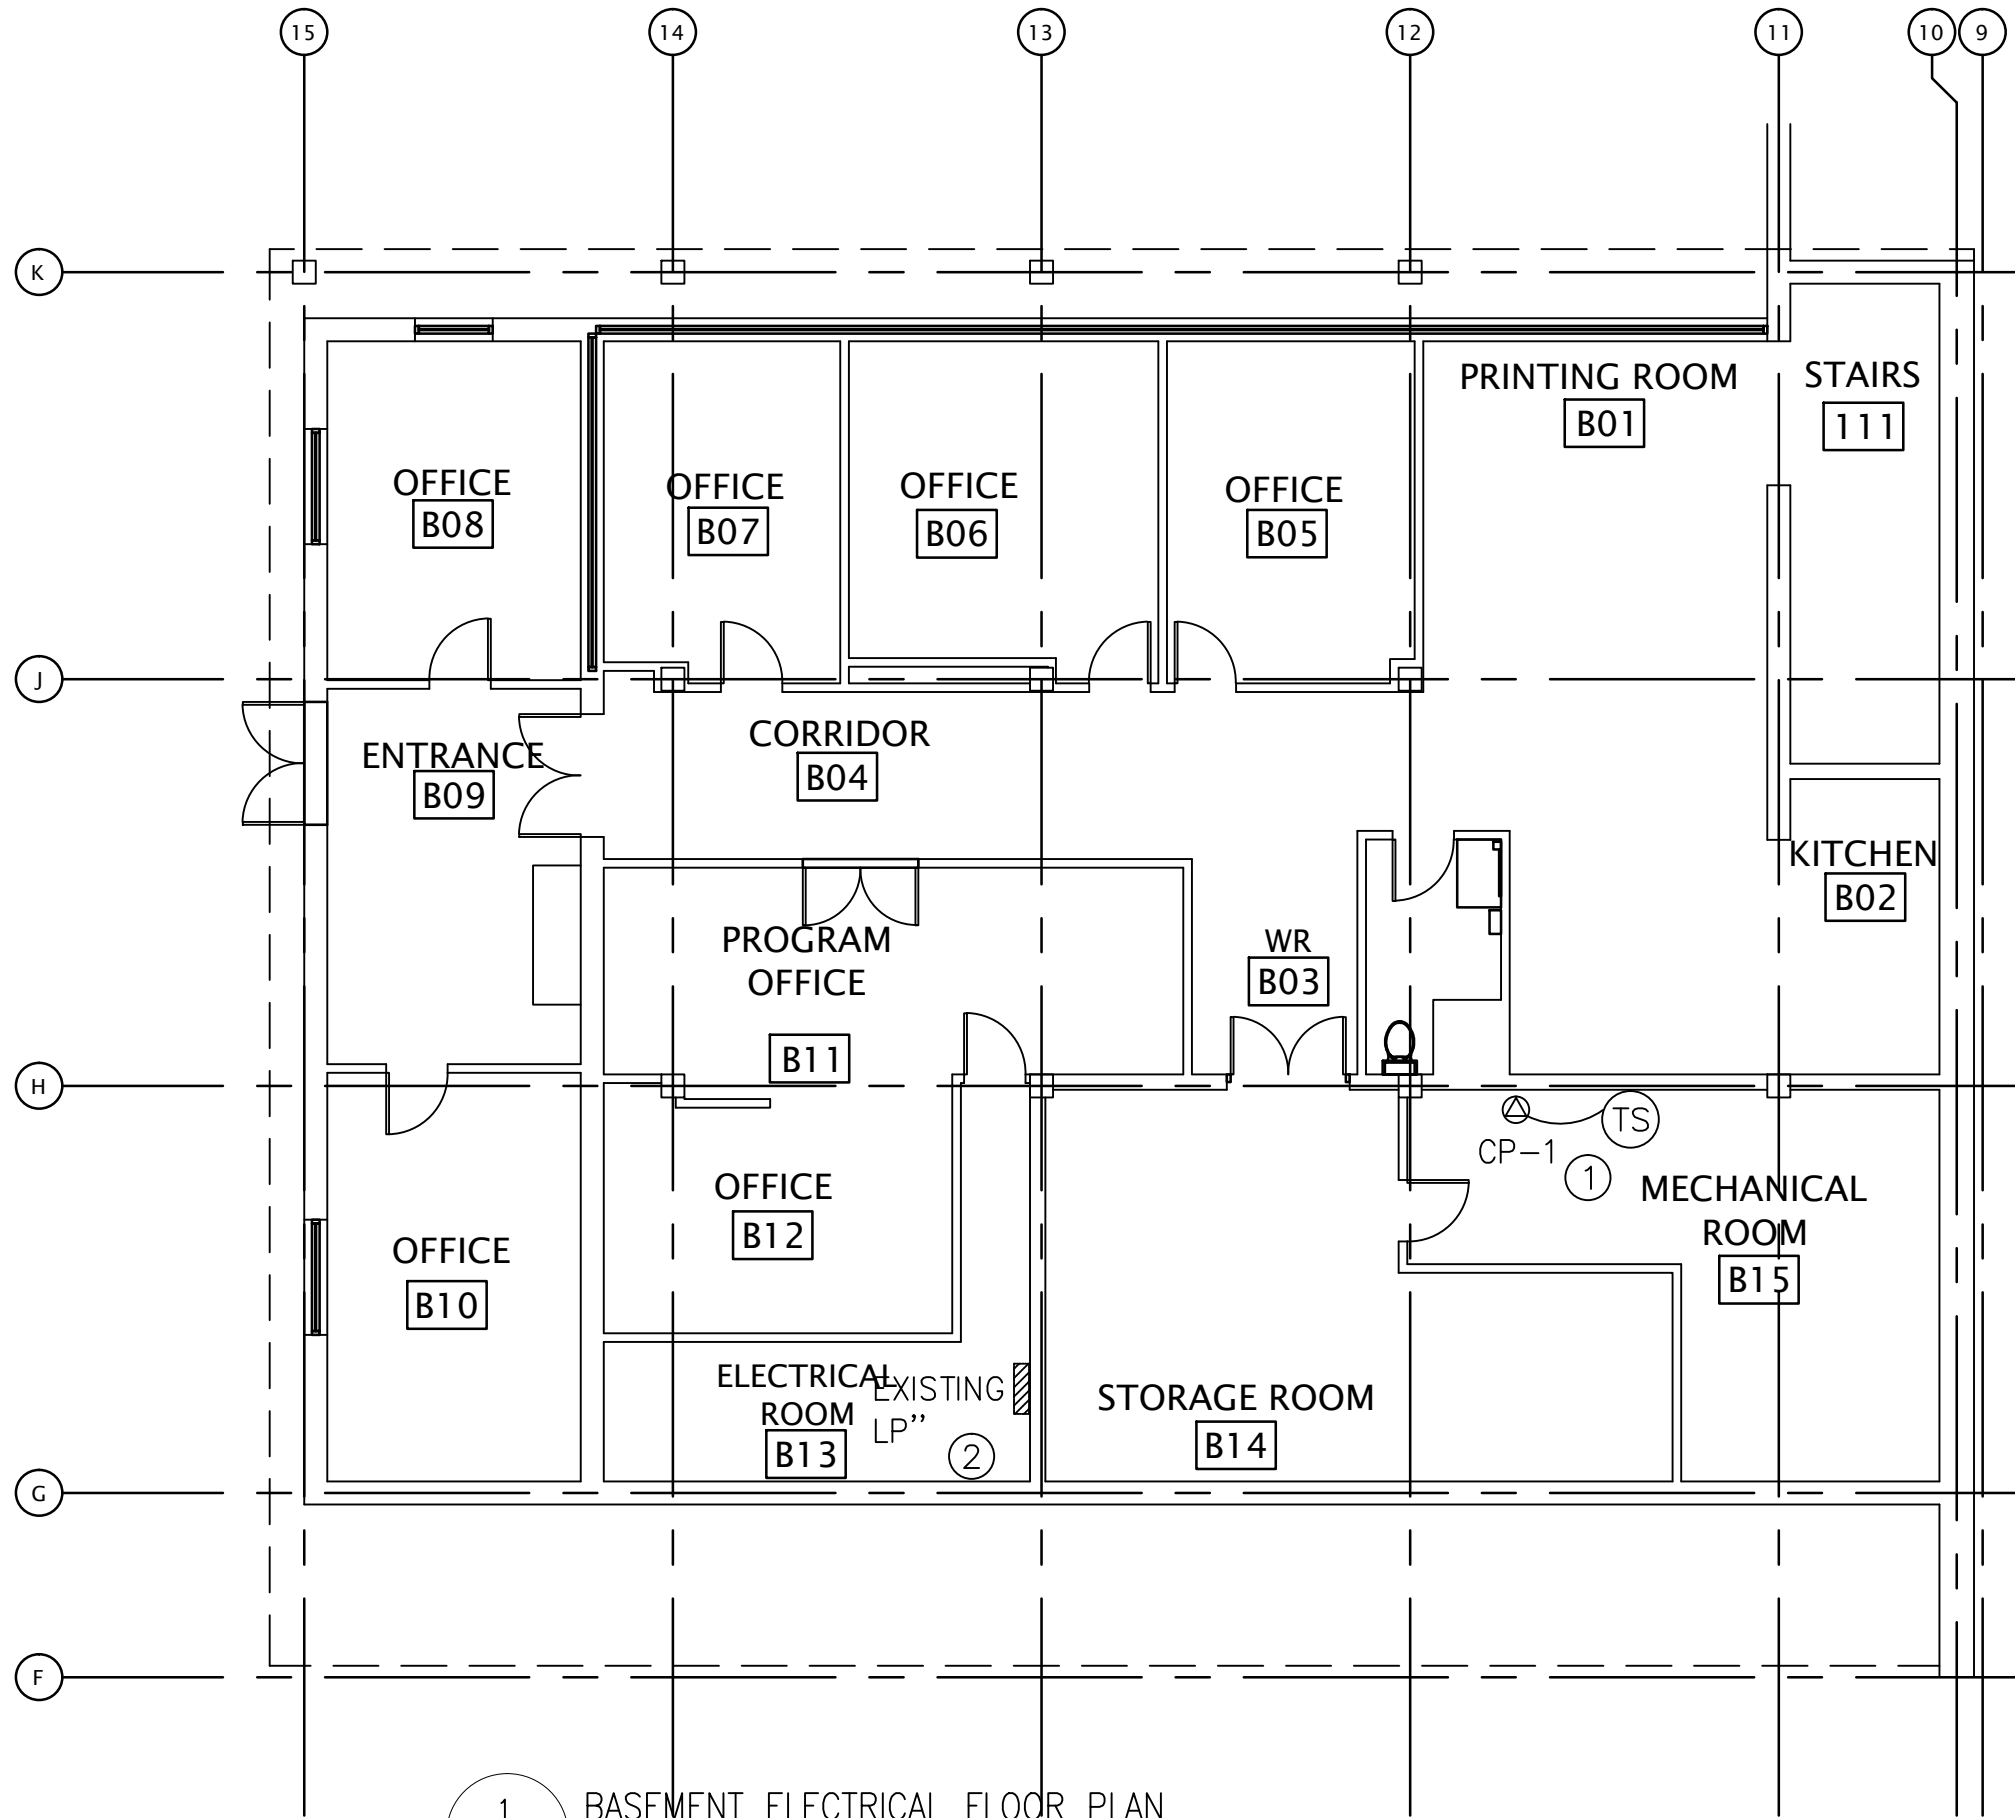 15 14 13 12 11 10 9
K
PRINTING ROOM
B01
STAIRS
111
OFFICE
B08
OFFICE
B07
OFFICE
B06
OFFICE
B05
J
ENTRANCE
B09
CORRIDOR
B04
KITCHEN
B02
PROGRAM
OFFICE
B11
WR
B03
H
CP-1
TS
1
MECHANICAL
ROOM
B15
OFFICE
B12
OFFICE
B10
ELECTRICAL
ROOM
B13
EXISTING
LP”
2
STORAGE ROOM
B14
G
F
1
BASEMENT ELECTRICAL FLOOR PLAN